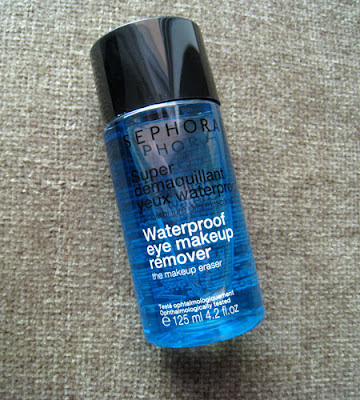 SEPHORA
PHORA
Super
démaquillant
yeux waterproof
Waterproof
eye makeup
remover
the makeup eraser
Testé ophtalmologiquement
Ophthalmologically tested
e 125 ml 4.2 fl.oz